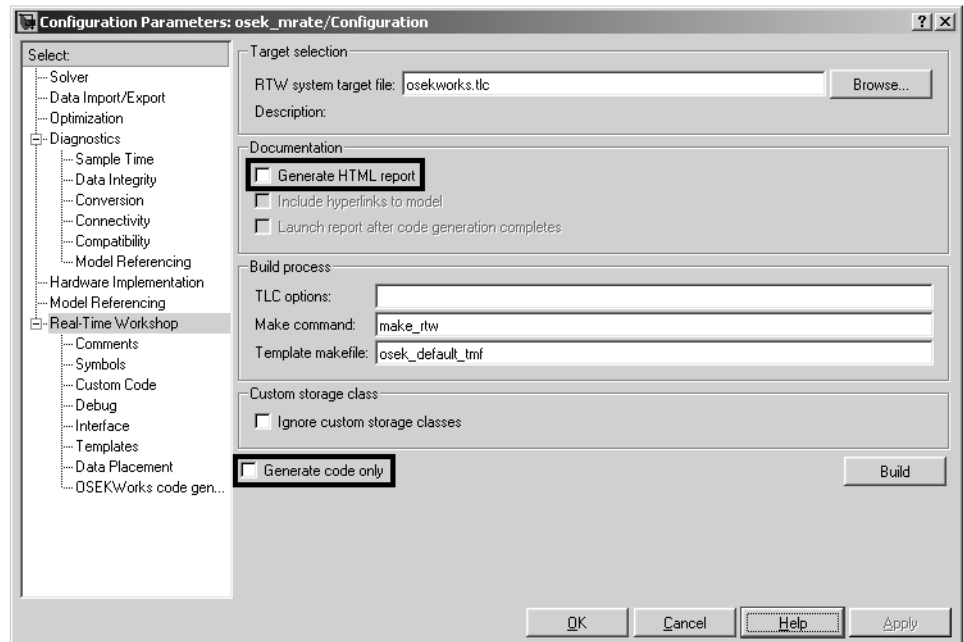 Configuration Parameters: osek_mrate/Configuration
Select:
Solver
Data Import/Export
Optimization
Diagnostics
Sample Time
Data Integrity
Conversion
Connectivity
Compatibility
Model Referencing
Hardware Implementation
Model Referencing
Real-Time Workshop
Comments
Symbols
Custom Code
Debug
Interface
Templates
Data Placement
OSEKWorks code gen...
Target selection
RTW system target file: osekworks.tlc Browse...
Description:
Documentation
Generate HTML report
Include hyperlinks to model
Launch report after code generation completes
Build process
TLC options:
Make command: make_rtw
Template makefile: osek_default_tmf
Custom storage class
Ignore custom storage classes
Generate code only Build
OK Cancel Help Apply